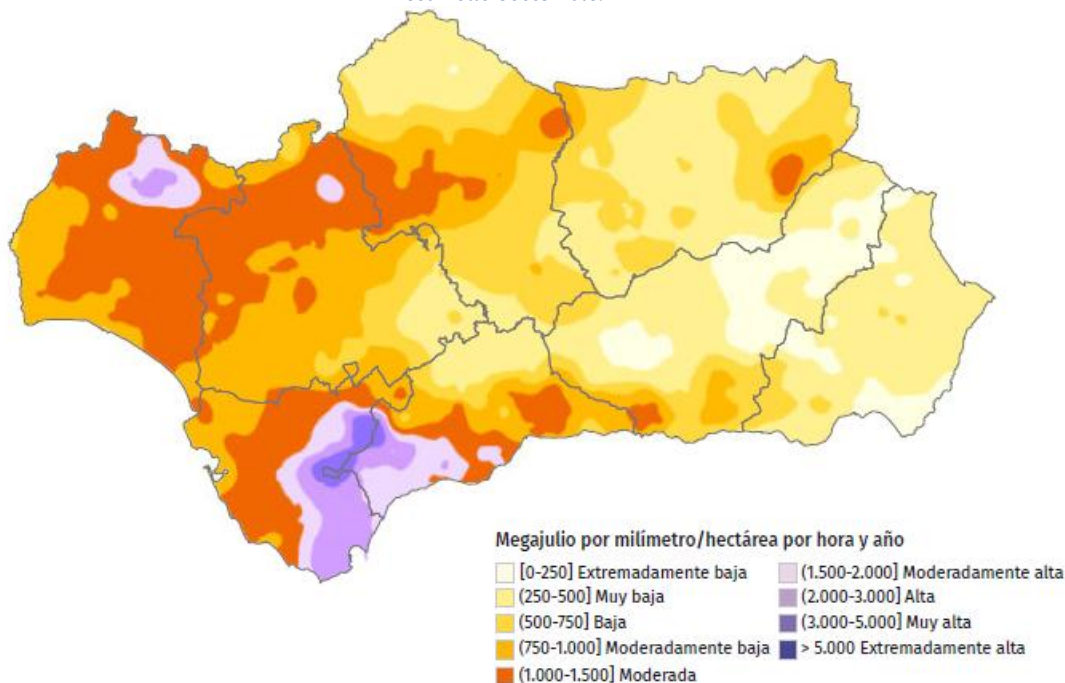 Megajulio por milímetro/hectárea por hora y año
[0-250] Extremadamente baja
(250-500] Muy baja
(500-750] Baja
(750-1.000] Moderadamente baja
(1.000-1.500] Moderada
(1.500-2.000] Moderadamente alta
(2.000-3.000] Alta
(3.000-5.000] Muy alta
> 5.000 Extremadamente alta